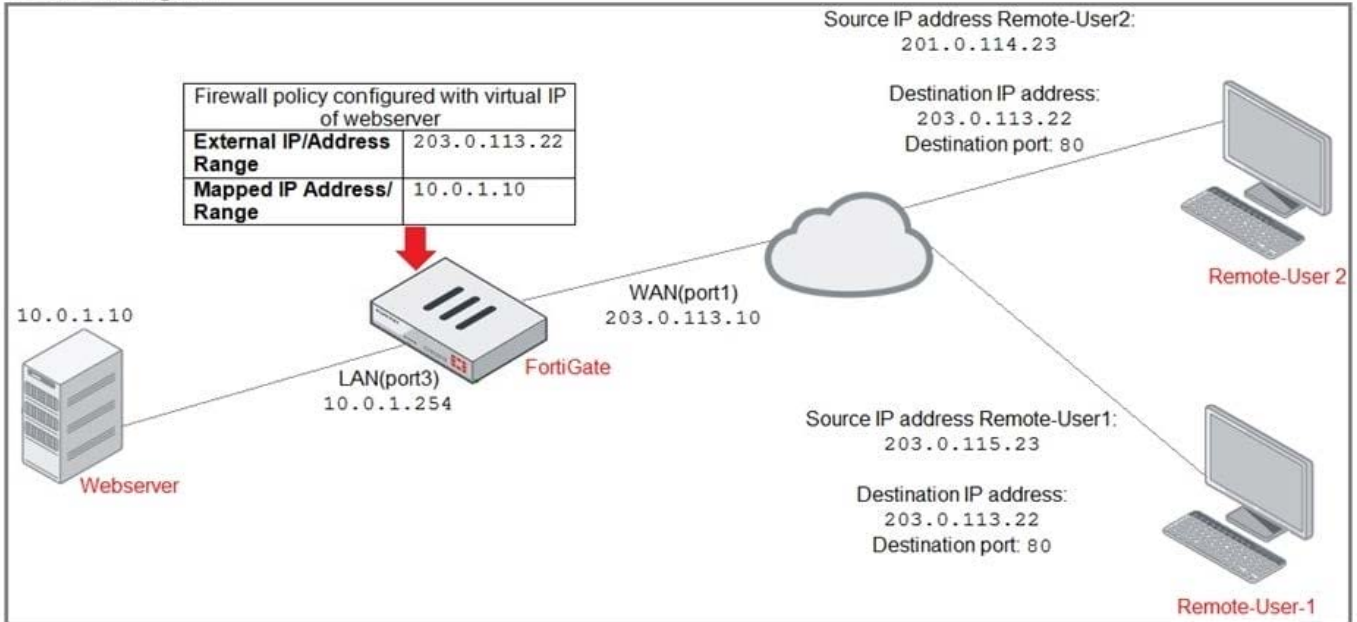 Source IP address Remote-User2:
201.0.114.23
Destination IP address:
203.0.113.22
Destination port: 80
Remote-User 2
Firewall policy configured with virtual IP
of webserver
External IP/Address
Range
203.0.113.22
Mapped IP Address/
Range
10.0.1.10
WAN(port1)
203.0.113.10
FortiGate
LAN(port3)
10.0.1.254
10.0.1.10
Webserver
Source IP address Remote-User1:
203.0.115.23
Destination IP address:
203.0.113.22
Destination port: 80
Remote-User-1